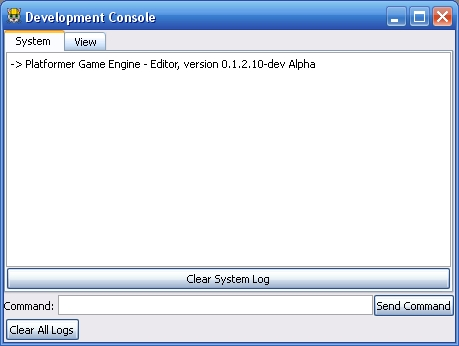 Development Console
System View
-> Platformer Game Engine - Editor, version 0.1.2.10-dev Alpha
Clear System Log
Command: Send Command
Clear All Logs